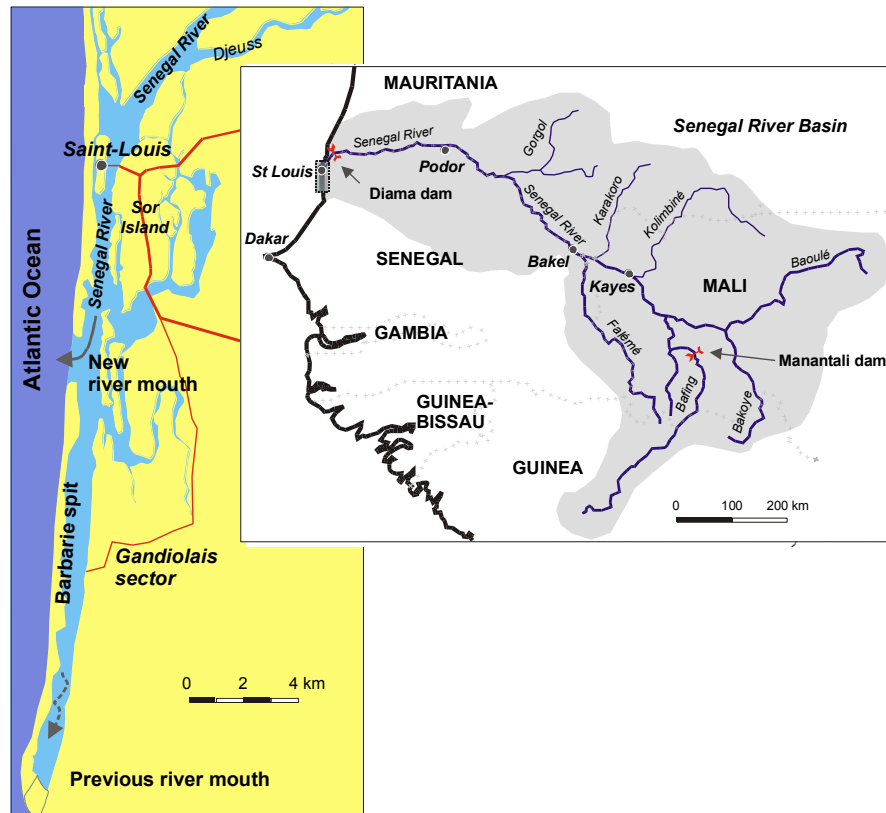 Senegal River
Djeuss
Saint-Louis
Sor
Island
Senegal River
Atlantic Ocean
New
river mouth
Barbarie spit
Gandiolais
sector
0 2 4 km
Previous river mouth
MAURITANIA
Senegal River Basin
Senegal River
Gorgol
St Louis
Podor
Diama dam
Karakoro
Kolimbiné
Senegal River
Dakar
SENEGAL
Bakel
Kayes
MALI
Baoulé
GAMBIA
Falémé
Manantali dam
Bafing
Bakoye
GUINEA-
BISSAU
GUINEA
0 100 200 km